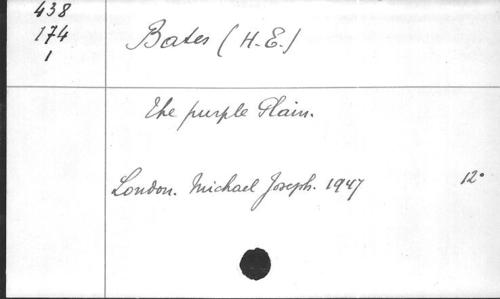 438
174
1
Bates (H.E.)
The purple Plain.
London. Michael Joseph. 1947 12°